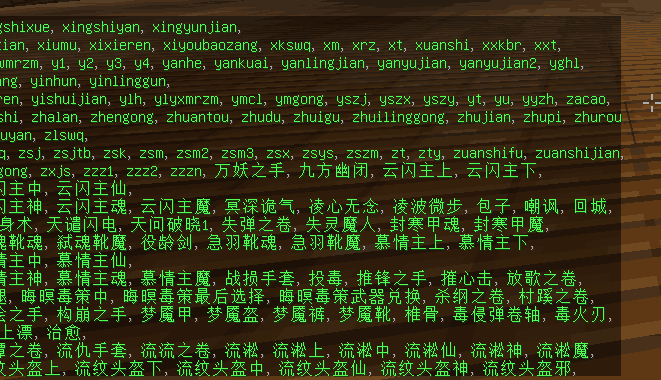 gshixue, xingshiyan, xingyunjian,
tian, xiumu, xixieren, xiyoubaozang, xkswq, xm, xrz, xt, xuanshi, xxkbr, xxt,
wmrzm, y1, y2, y3, y4, yanhe, yankuai, yanlingjian, yanyujian, yanyujian2, yghl,
ang, yinhun, yinlinggun,
ren, yishuijian, ylh, ylyxmrzm, ymcl, ymgong, yszj, yszx, yszy, yt, yu, yyzh, zacao,
shi, zhalan, zhengong, zhuantou, zhudu, zhuigu, zhuilinggong, zhujian, zhupi, zhurou
uyan, zlswq,
q, zsj, zsjtb, zsk, zsm, zsm2, zsm3, zsx, zsys, zszm, zt, zty, zuanshifu, zuanshijian,
gong, zxjs, zzz1, zzz2, zzzn, 万妖之手, 九方幽闭, 云闪主上, 云闪主下,
闪主中, 云闪主仙,
闪主神, 云闪主魂, 云闪主魔, 冥深诡气, 凌心无念, 凌波微步, 包子, 嘲讽, 回城,
身术, 天谴闪电, 天问破晓1, 失弹之卷, 失灵魔人, 封寒甲魂, 封寒甲魔,
魂靴魂, 弑魂靴魔, 役龄剑, 急羽靴魂, 急羽靴魔, 慕情主上, 慕情主下,
情主中, 慕情主仙,
情主神, 慕情主魂, 慕情主魔, 战损手套, 投毒, 推锋之手, 摧心击, 放歌之卷,
晦暝毒策中, 晦暝毒策最后选择, 晦暝毒策武器兑换, 杀纲之卷, 村蹊之卷,
之手, 构崩之手, 梦魔甲, 梦魔盔, 梦魔裤, 梦魔靴, 椎骨, 毒侵弹卷轴, 毒火刃,
上漂, 治愈,
之卷, 流仇手套, 流流之卷, 流淞, 流淞上, 流淞中, 流淞仙, 流淞神, 流淞魔,
纹头盔上, 流纹头盔下, 流纹头盔中, 流纹头盔仙, 流纹头盔神, 流纹头盔邪,